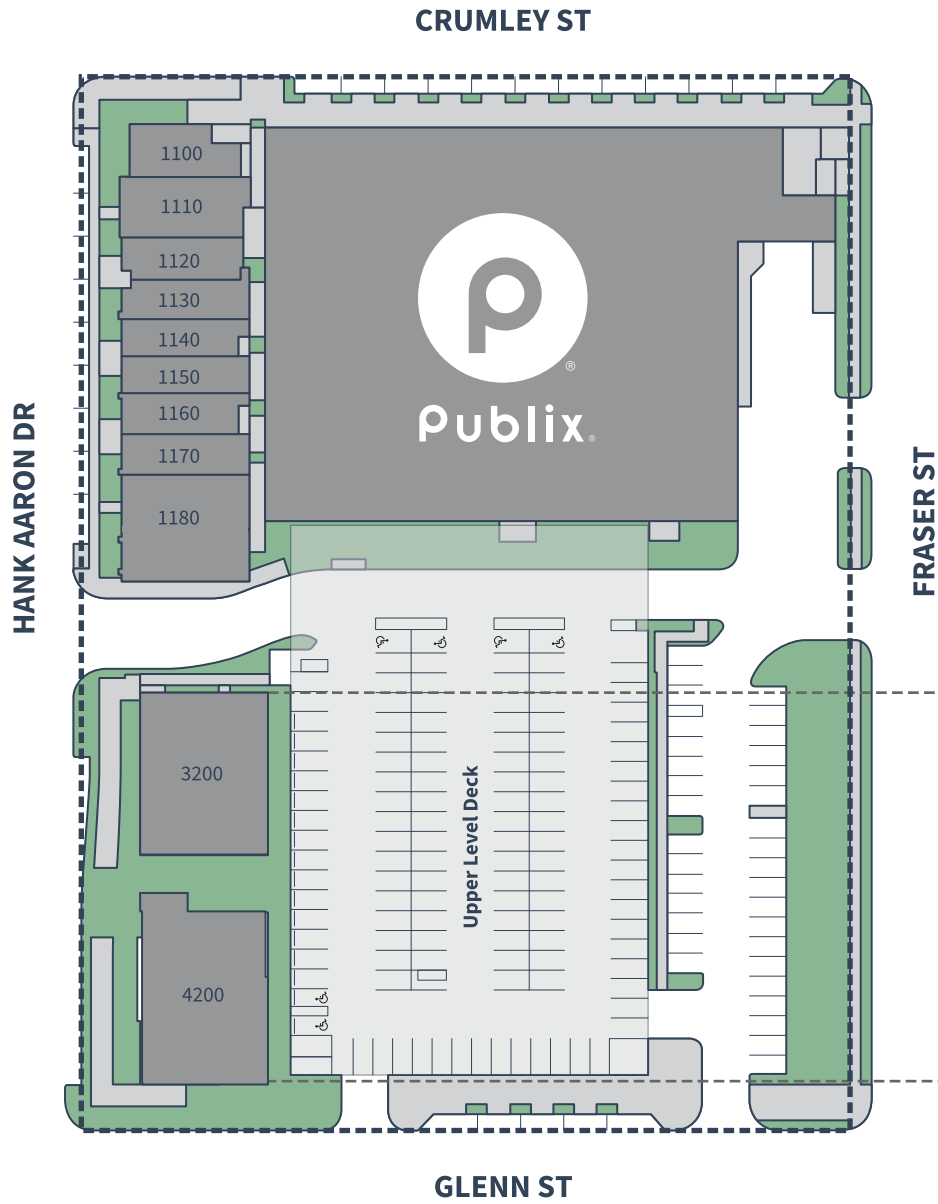 CRUMLEY ST
1100
1110
1120
1130
1140
1150
1160
1170
1180
p
®
Publix®
HANK AARON DR
FRASER ST
3200
Upper Level Deck
4200
GLENN ST